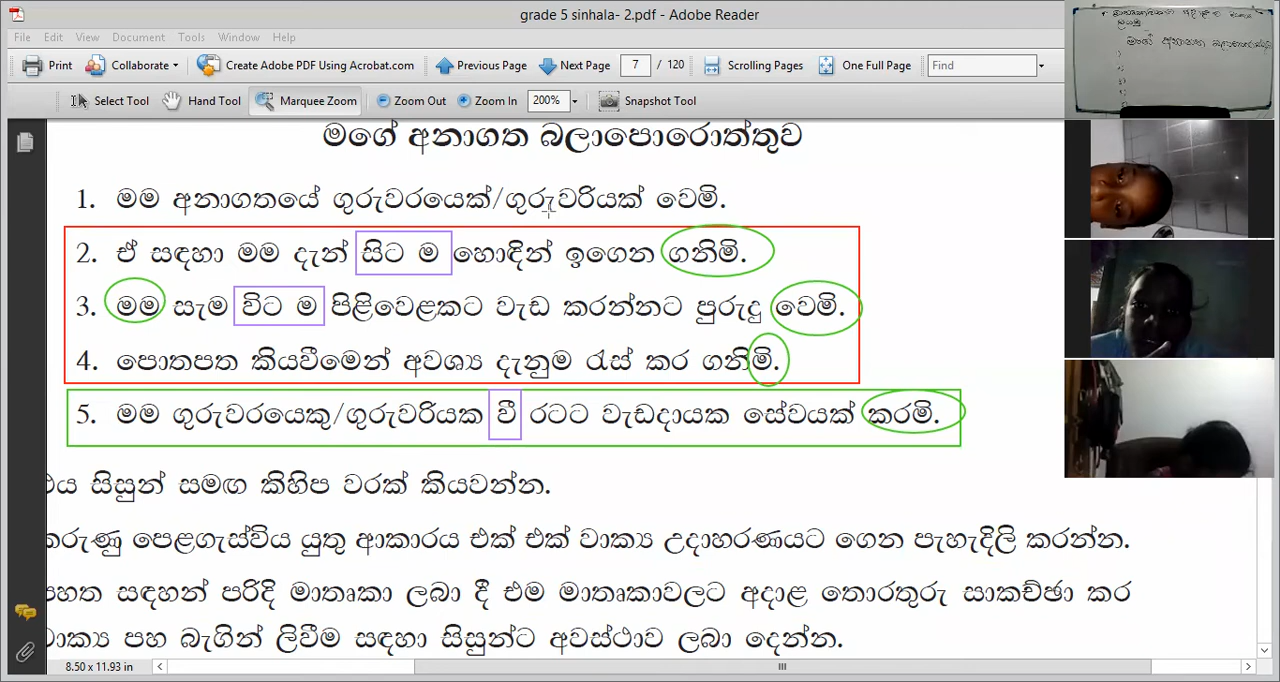 grade 5 sinhala- 2.pdf - Adobe Reader
File Edit View Document Tools Window Help
Print Collaborate Create Adobe PDF Using Acrobat.com Previous Page Next Page 7 / 120 Scrolling Pages One Full Page Find
Select Tool Hand Tool Marquee Zoom Zoom Out Zoom In 200% Snapshot Tool
මගේ අනාගත බලාපොරොත්තුව
1. මම අනාගතයේ ගුරුවරයෙක්/ගුරුවරියක් වෙමි.
2. ඒ සඳහා මම දැන් සිට ම හොඳින් ඉගෙන ගනිමි.
3. මම සැම විට ම පිළිවෙළකට වැඩ කරන්නට පුරුදු වෙමි.
4. පොතපත කියවීමෙන් අවශ්‍ය දැනුම රැස් කර ගනිමි.
5. මම ගුරුවරයෙකු/ගුරුවරියක වී රටට වැඩදායක සේවයක් කරමි.
සිසුන් සමඟ කිහිප වරක් කියවන්න.
පෙළගැස්විය යුතු ආකාරය එක් එක් වාක්‍ය උදාහරණයට ගෙන පැහැදිලි කරන්න.
සඳහන් පරිදි මාතෘකා ලබා දී එම මාතෘකාවලට අදාළ තොරතුරු සාකච්ඡා කර
පහ බැගින් ලිවීම සඳහා සිසුන්ට අවස්ථාව ලබා දෙන්න.
8.50 x 11.93 in